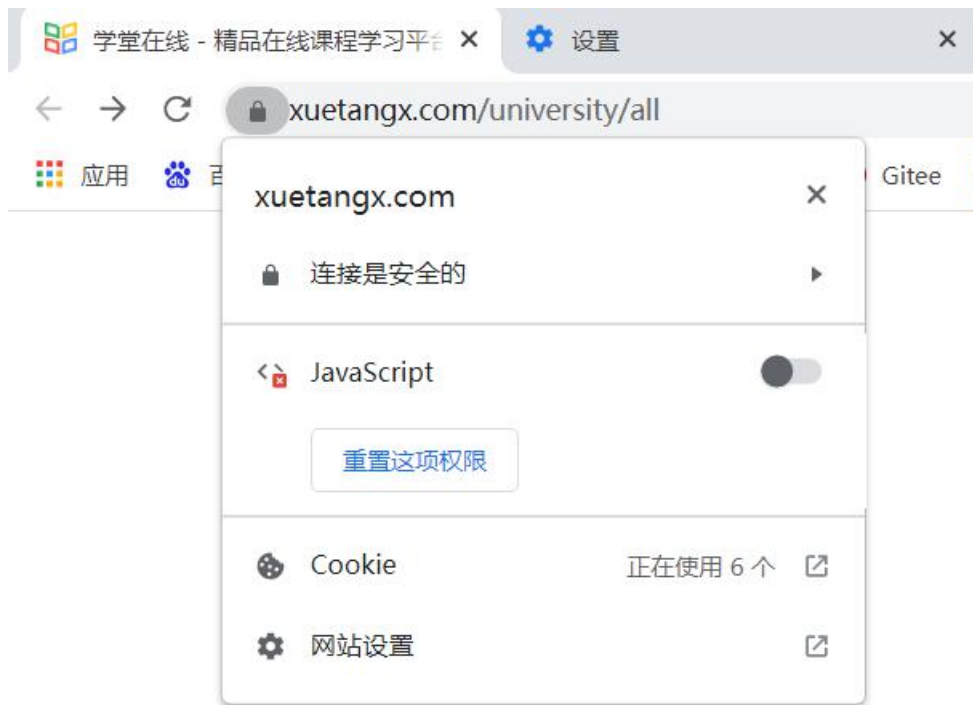 学堂在线 - 精品在线课程学习平
设置
xuetangx.com/university/all
应用
Gitee
xuetangx.com
连接是安全的
JavaScript
重置这项权限
Cookie 正在使用 6 个
网站设置